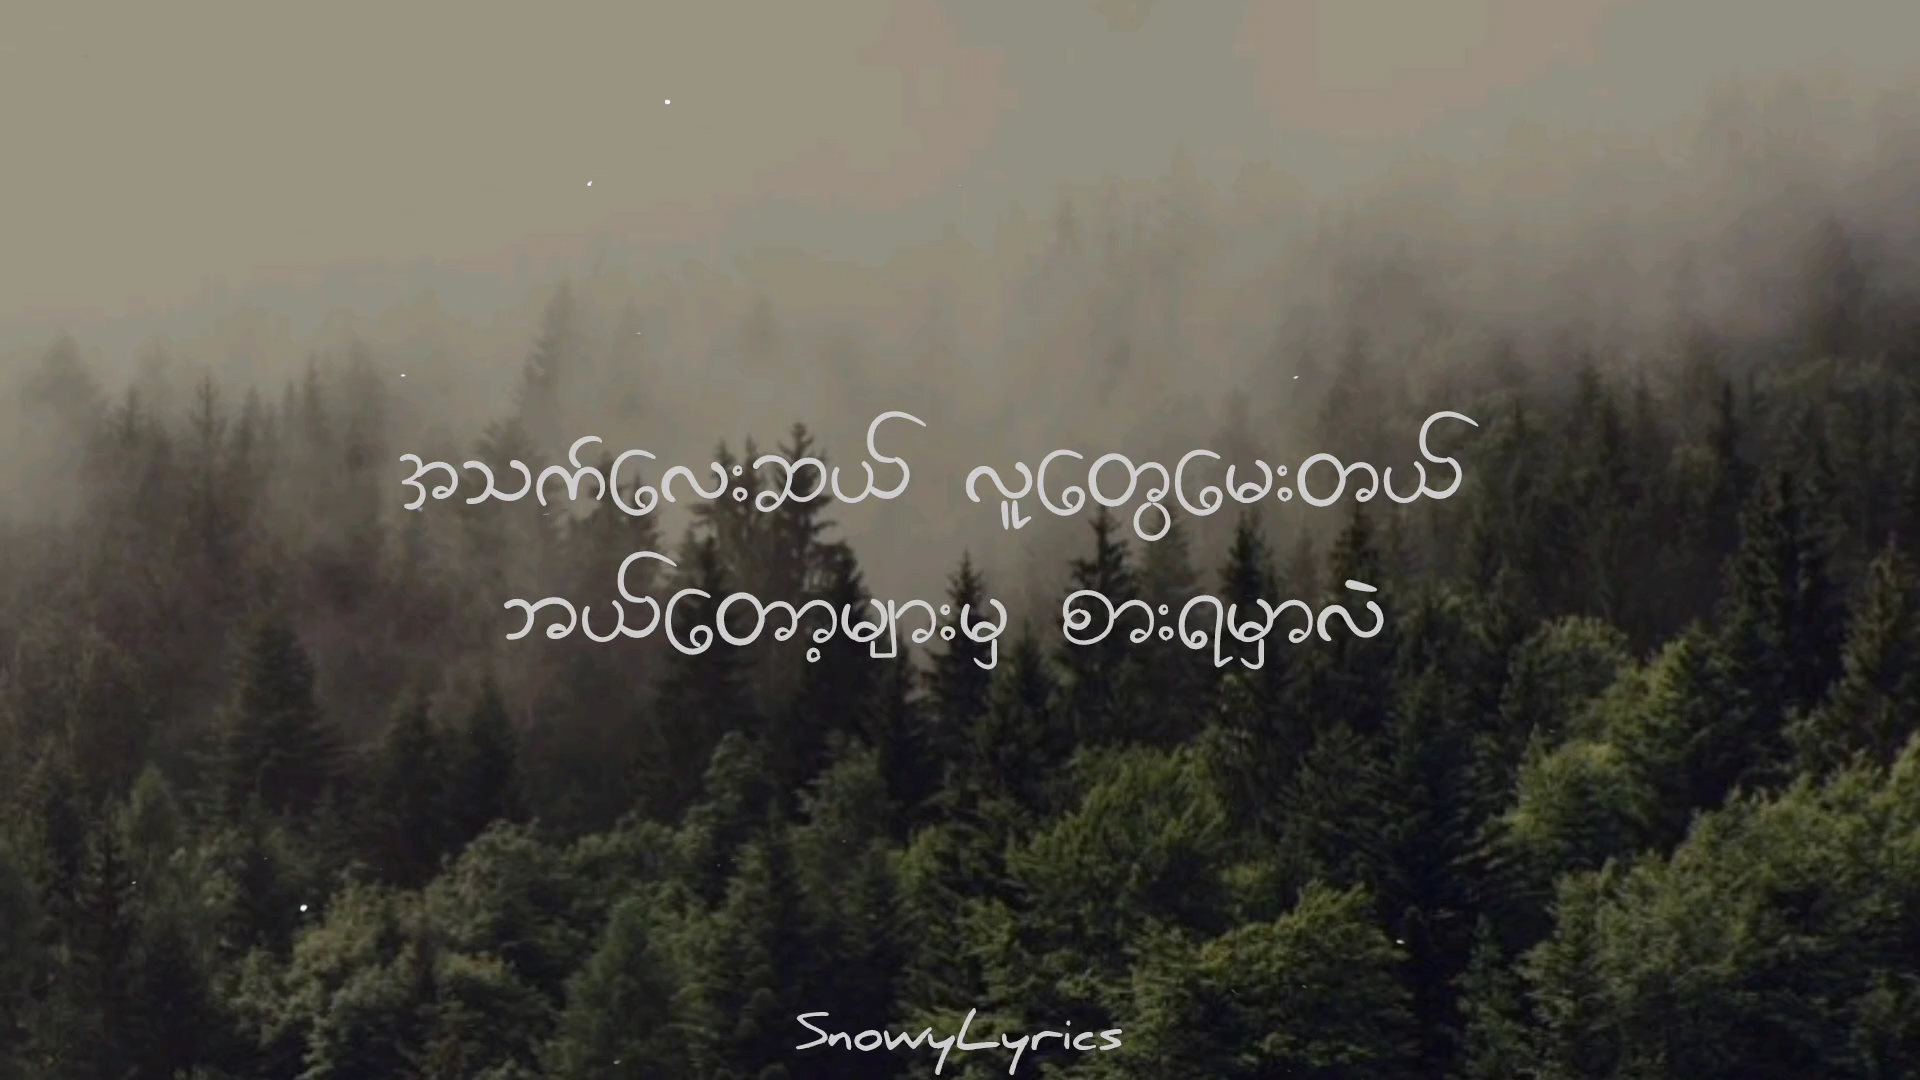 အသက်လေးဆယ် လူတွေမေးတယ်
ဘယ်တော့များမှ စားရမှာလဲ
SnowyLyrics